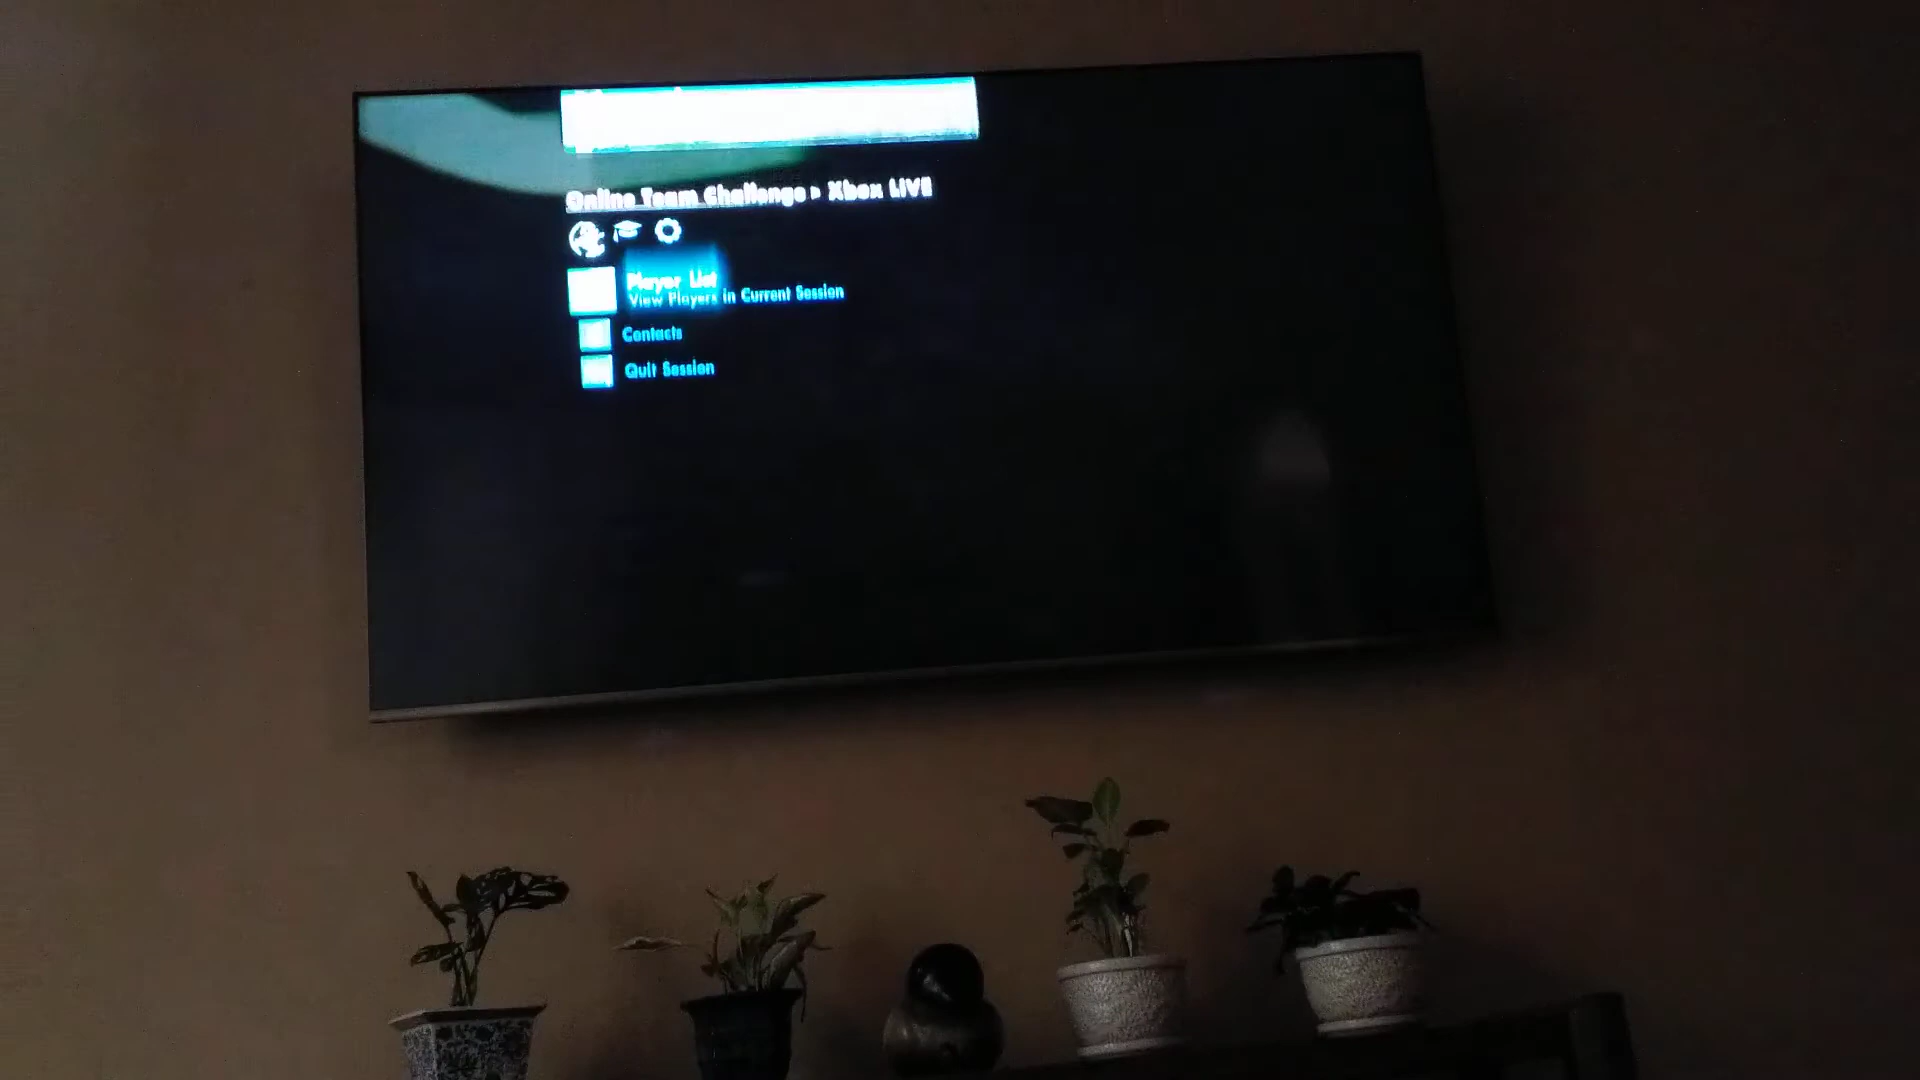 Online Team Challenge ▸ Xbox LIVE
Player List
View Players in Current Session
Contacts
Quit Session